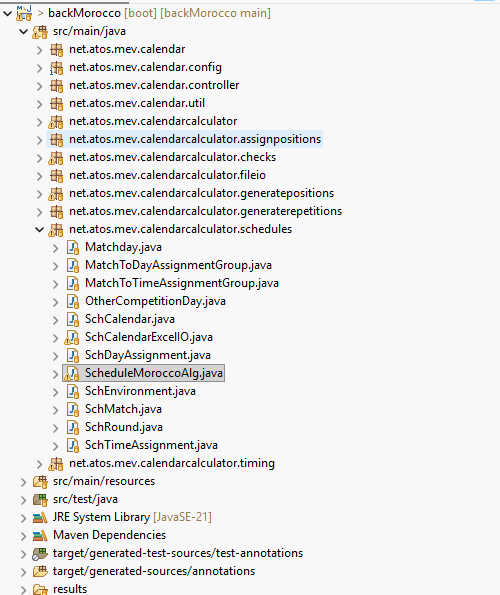 backMorocco [boot] [backMorocco main]
src/main/java
net.atos.mev.calendar
net.atos.mev.calendar.config
net.atos.mev.calendar.controller
net.atos.mev.calendar.util
net.atos.mev.calendarcalculator
net.atos.mev.calendarcalculator.assignpositions
net.atos.mev.calendarcalculator.checks
net.atos.mev.calendarcalculator.fileio
net.atos.mev.calendarcalculator.generatepositions
net.atos.mev.calendarcalculator.generaterepetitions
net.atos.mev.calendarcalculator.schedules
Matchday.java
MatchToDayAssignmentGroup.java
MatchToTimeAssignmentGroup.java
OtherCompetitionDay.java
SchCalendar.java
SchCalendarExcelIO.java
SchDayAssignment.java
ScheduleMoroccoAlg.java
SchEnvironment.java
SchMatch.java
SchRound.java
SchTimeAssignment.java
net.atos.mev.calendarcalculator.timing
src/main/resources
src/test/java
JRE System Library [JavaSE-21]
Maven Dependencies
target/generated-test-sources/test-annotations
target/generated-sources/annotations
results